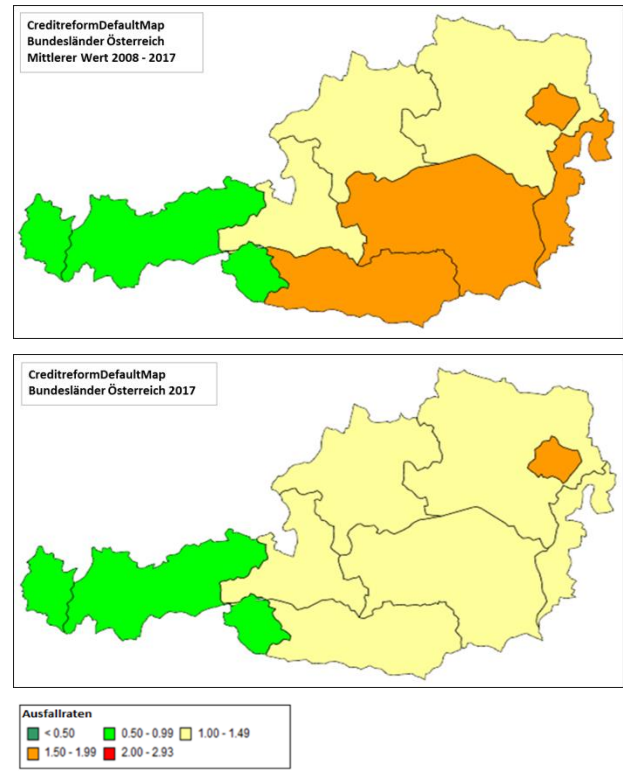 CreditreformDefaultMap
Bundesländer Österreich
Mittlerer Wert 2008 - 2017
CreditreformDefaultMap
Bundesländer Österreich 2017
Ausfallraten
< 0.50 0.50 - 0.99 1.00 - 1.49
1.50 - 1.99 2.00 - 2.93